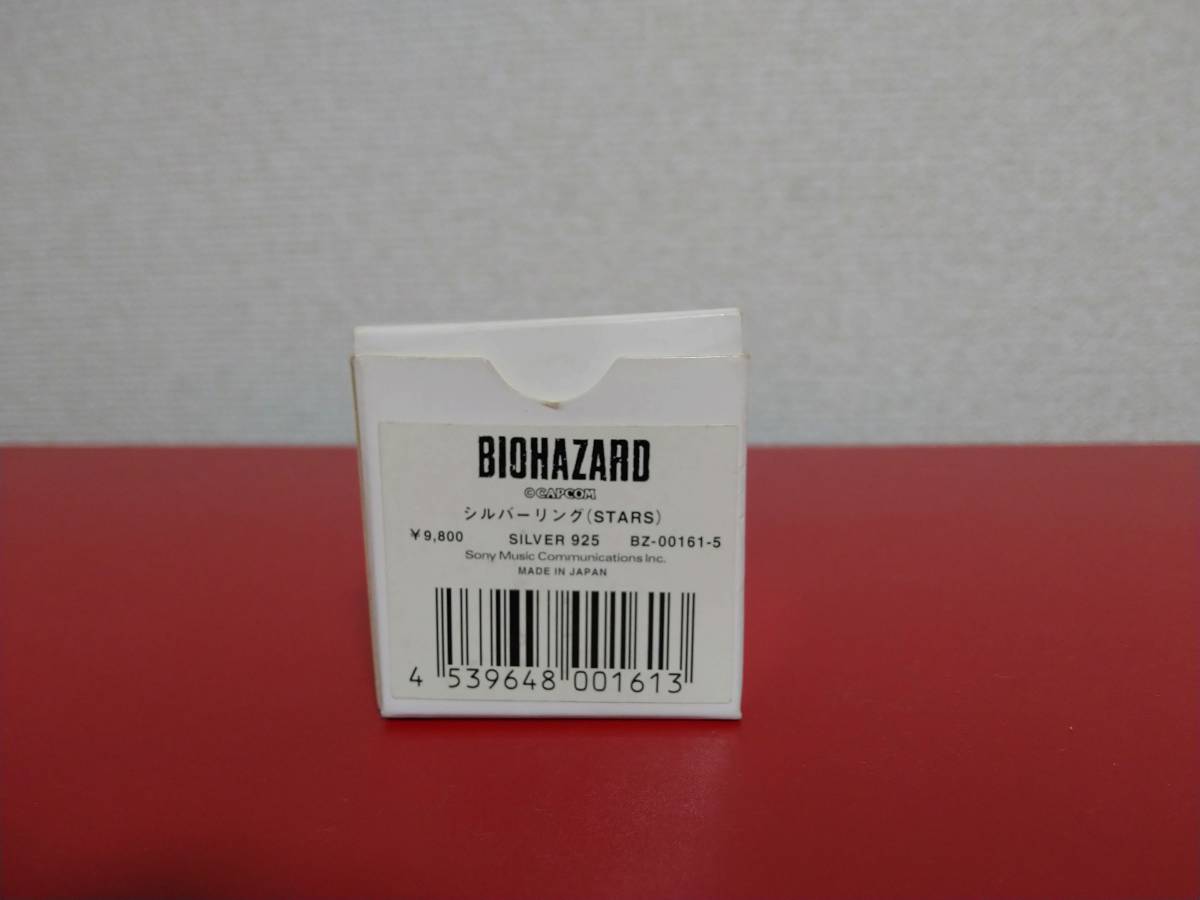 BIOHAZARD
©CAPCOM
シルバーリング(STARS)
¥9,800 SILVER 925 BZ-00161-5
Sony Music Communications Inc.
MADE IN JAPAN
4 539648 001613